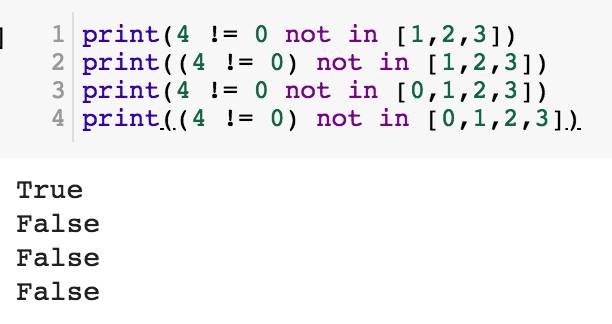 1 print(4 != 0 not in [1,2,3])
2 print((4 != 0) not in [1,2,3])
3 print(4 != 0 not in [0,1,2,3])
4 print((4 != 0) not in [0,1,2,3])
True
False
False
False